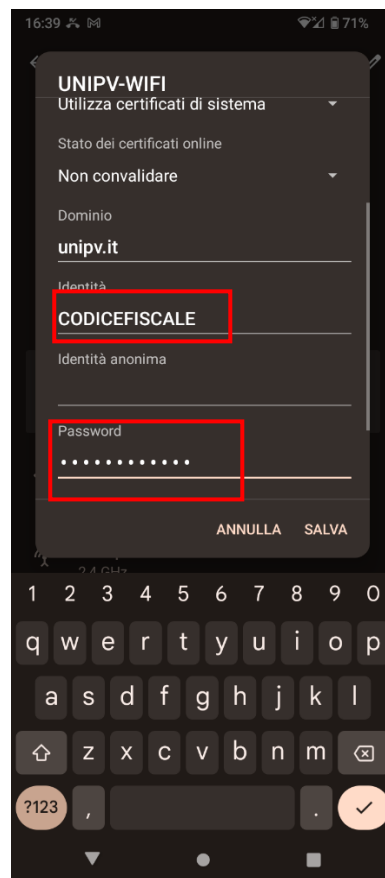 16:39 71%
UNIPV-WIFI
Utilizza certificati di sistema
Stato dei certificati online
Non convalidare
Dominio
unipv.it
Identità
CODICEFISCALE
Identità anonima
Password
••••••••••••
ANNULLA SALVA
2.4 GHz
1 2 3 4 5 6 7 8 9 0
q w e r t y u i o p
a s d f g h j k l
z x c v b n m
?123 , .